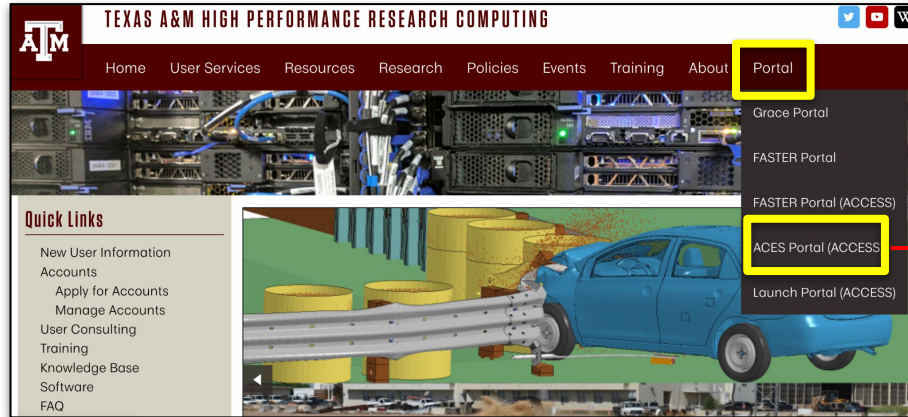 TEXAS A&M HIGH PERFORMANCE RESEARCH COMPUTING
W
A|M
Home User Services Resources Research Policies Events Training About Portal
Grace Portal
FASTER Portal
FASTER Portal (ACCESS)
ACES Portal (ACCESS
Launch Portal (ACCESS)
Quick Links
New User Information
Accounts
Apply for Accounts
Manage Accounts
User Consulting
Training
Knowledge Base
Software
FAQ